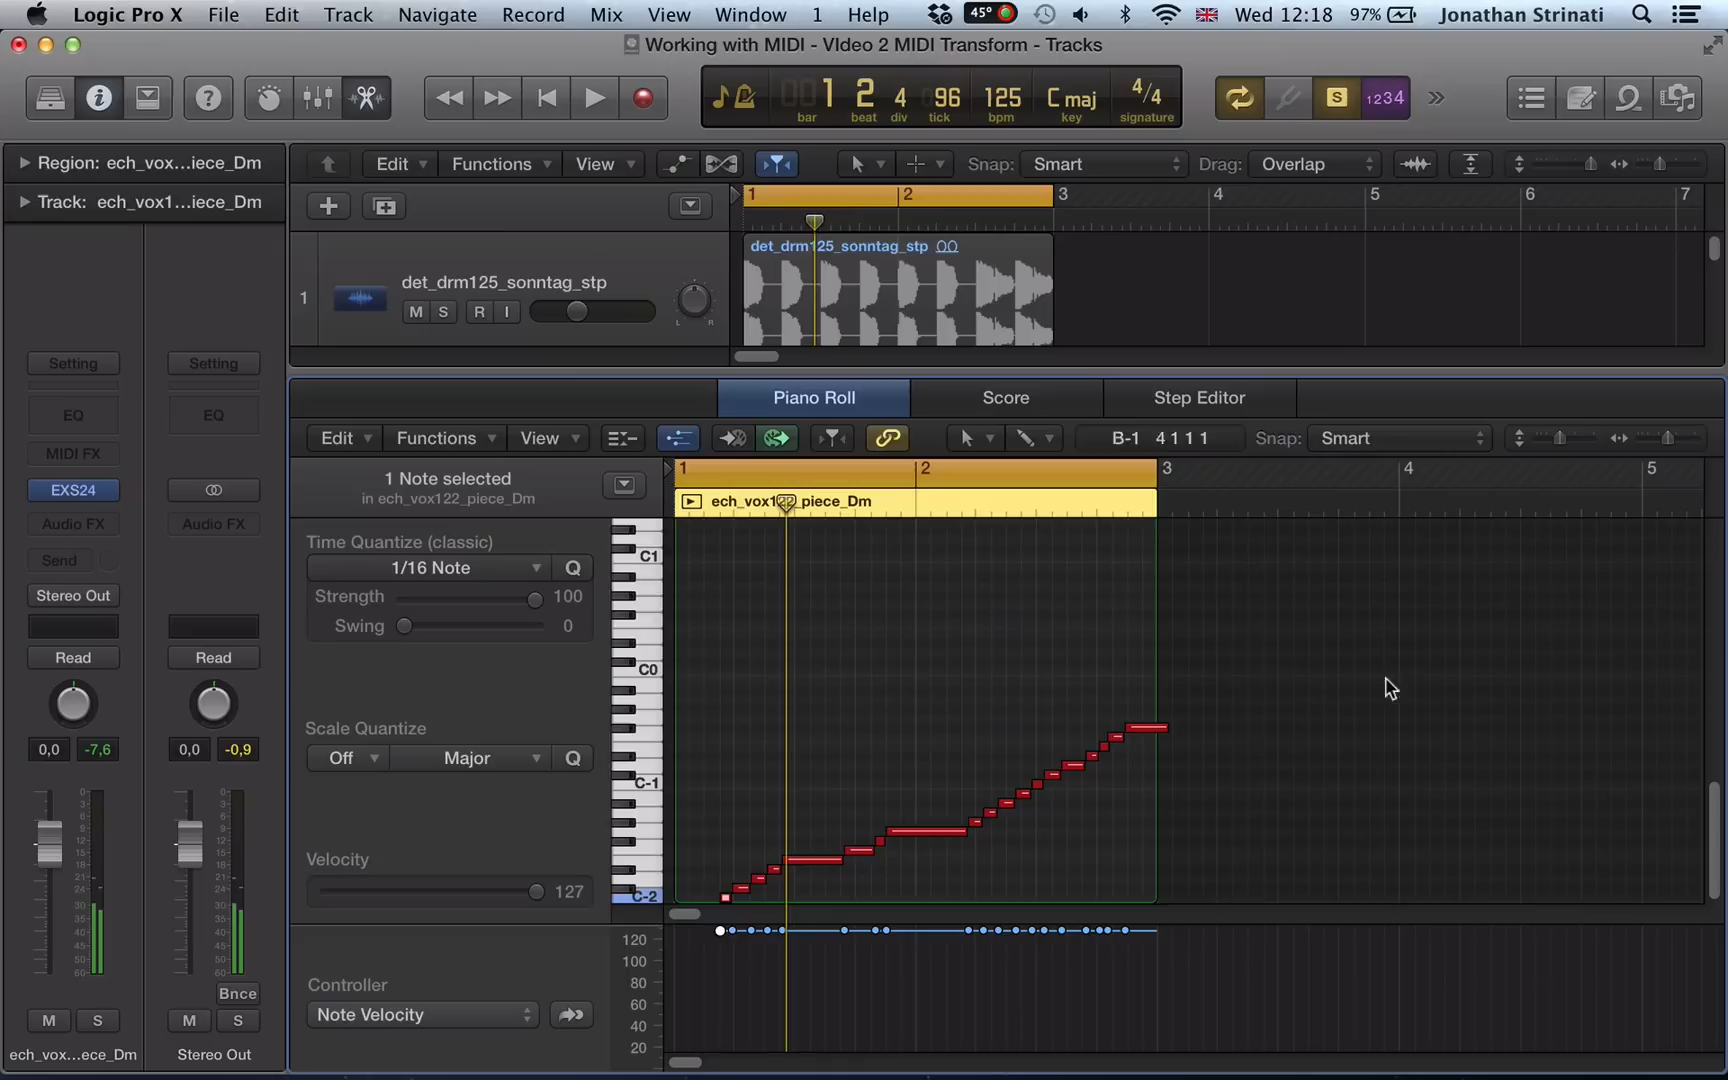 Logic Pro X File Edit Track Navigate Record Mix View Window 1 Help 45° Wed 12:18 97% Jonathan Strinati
Working with MIDI - VIdeo 2 MIDI Transform - Tracks
1 2 4 96 125 C maj 4/4
bar beat div tick bpm key signature
S 1234
Region: ech_vox...iece_Dm
Edit Functions View Snap: Smart Drag: Overlap
Track: ech_vox1...iece_Dm
1 2 3 4 5 6 7
det_drm125_sonntag_stp
1 det_drm125_sonntag_stp
M S R I L R
Setting Setting
EQ EQ
MIDI FX
EXS24
Audio FX Audio FX
Send
Stereo Out
Read Read
0,0 -7,6 0,0 -0,9
Bnce
M S M S
ech_vox...ece_Dm Stereo Out
Piano Roll Score Step Editor
Edit Functions View B-1 4 1 1 1 Snap: Smart
1 Note selected
in ech_vox122_piece_Dm
1 2 3 4 5
ech_vox122_piece_Dm
Time Quantize (classic)
1/16 Note Q
Strength 100
Swing 0
Scale Quantize
Off Major Q
Velocity
127
C1
C0
C-1
C-2
Controller
Note Velocity
120
100
80
60
40
20